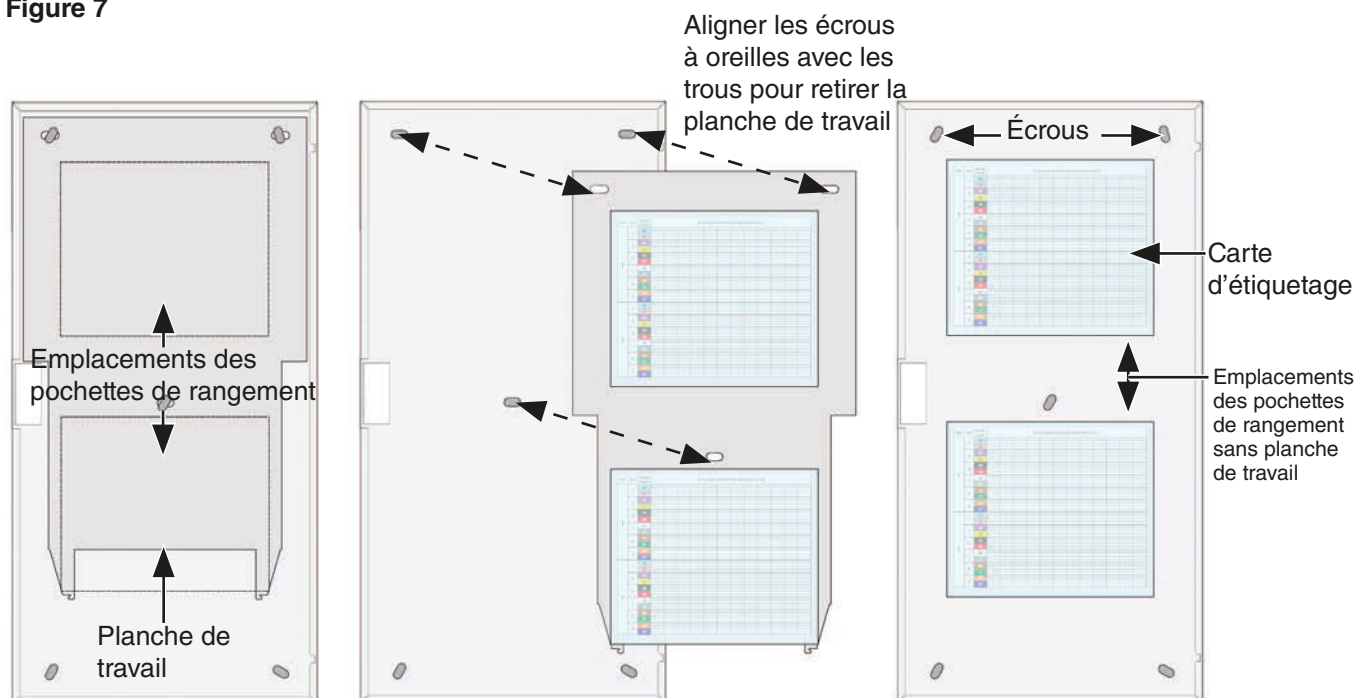 Figure 7
Aligner les écrous
à oreilles avec les
trous pour retirer la
planche de travail
Emplacements des
pochettes de rangement
Planche de
travail
Écrous
Carte
d'étiquetage
Emplacements
des pochettes
de rangement
sans planche
de travail